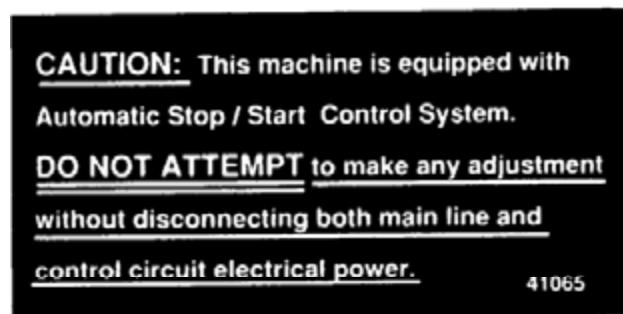 CAUTION: This machine is equipped with
Automatic Stop / Start Control System.
DO NOT ATTEMPT to make any adjustment
without disconnecting both main line and
control circuit electrical power.
41065